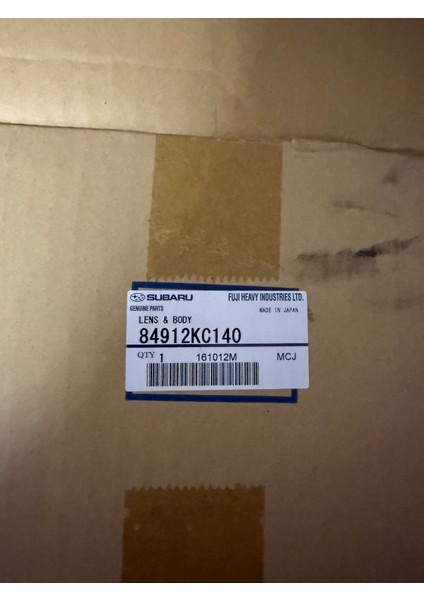 SUBARU FUJI HEAVY INDUSTRIES LTD.
GENUINE PARTS MADE IN JAPAN
LENS & BODY
84912KC140
QTY 1 161012M MCJ